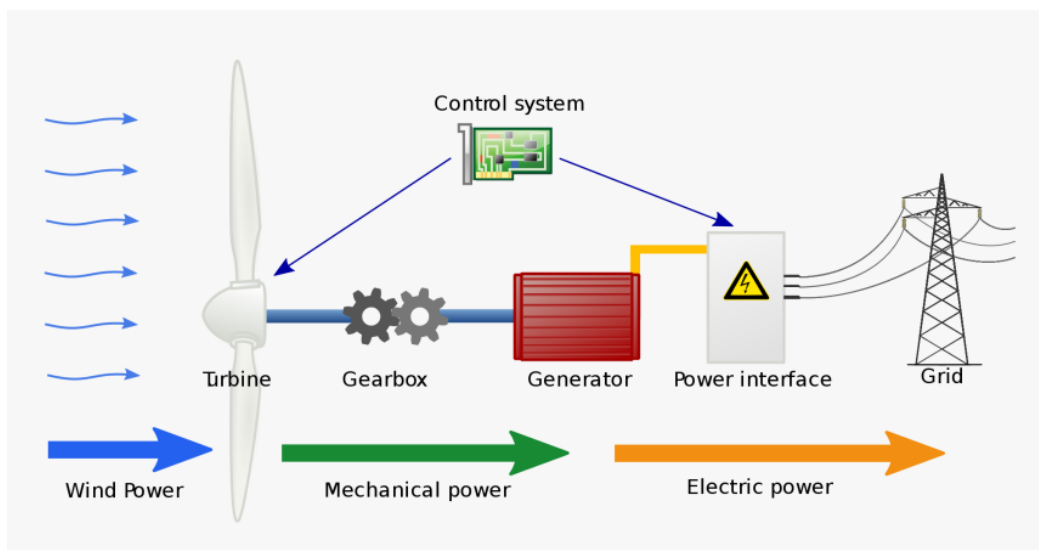 Control system
Turbine
Gearbox
Generator
Power interface
Grid
Wind Power
Mechanical power
Electric power